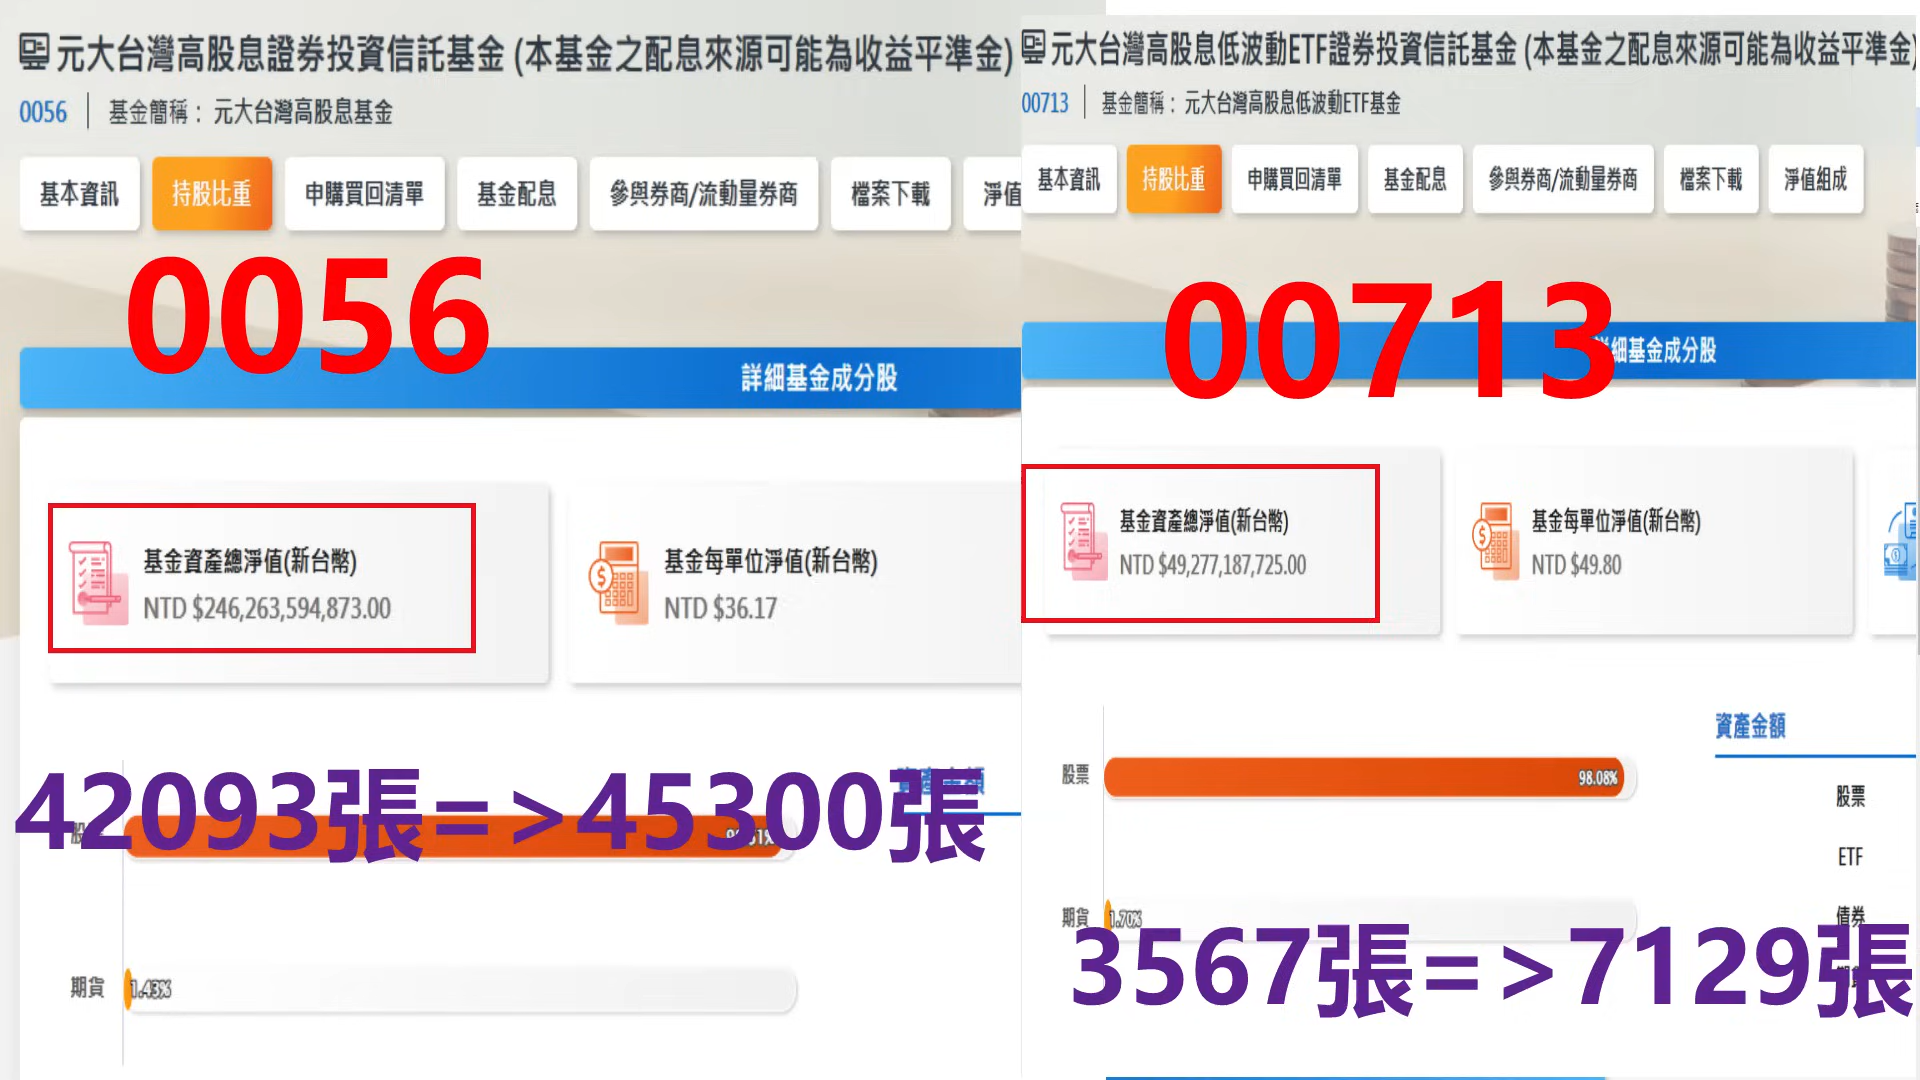 元大台灣高股息證券投資信託基金 (本基金之配息來源可能為收益平準金)
0056 基金簡稱： 元大台灣高股息基金
基本資訊 持股比重 申購買回清單 基金配息 參與券商/流動量券商 檔案下載 淨值
0056
詳細基金成分股
基金資產總淨值(新台幣)
NTD $246,263,594,873.00
基金每單位淨值(新台幣)
NTD $36.17
42093張=>45300張
期貨
1.43%
元大台灣高股息低波動ETF證券投資信託基金 (本基金之配息來源可能為收益平準金)
00713 基金簡稱： 元大台灣高股息低波動ETF基金
基本資訊 持股比重 申購買回清單 基金配息 參與券商/流動量券商 檔案下載 淨值組成
00713
細基金成分股
基金資產總淨值(新台幣)
NTD $49,277,187,725.00
基金每單位淨值(新台幣)
NTD $49.80
資產金額
股票
98.08%
股票
ETF
期貨
1.70%
債券
3567張=>7129張